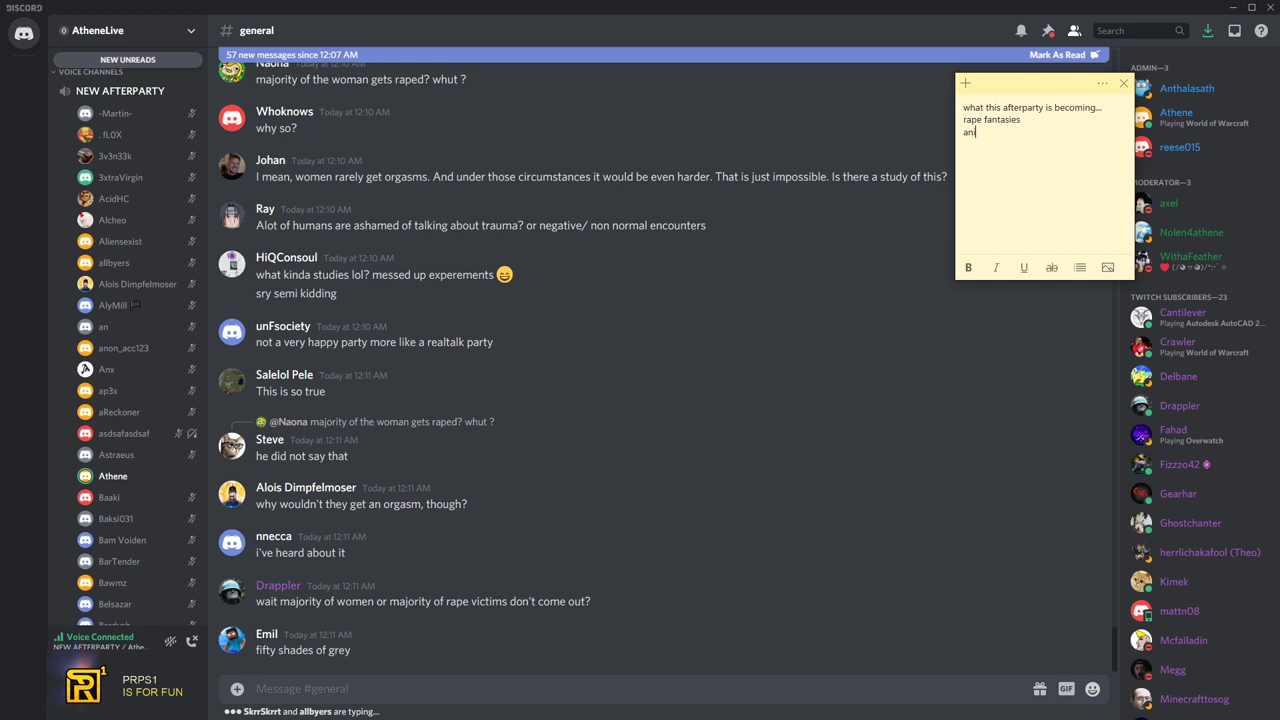 DISCORD
AtheneLive
# general
Search
NEW UNREADS
VOICE CHANNELS
NEW AFTERPARTY
-Martin-
. fL0X
3v3n33k
3xtraVirgin
AcidHC
Alcheo
Aliensexist
allbyers
Alois Dimpfelmoser
AlyMill
an
anon_acc123
Anx
ap3x
aReckoner
asdsafasdsaf
Astraeus
Athene
Baaki
Baksi031
Bam Voiden
BarTender
Bawmz
Belsazar
Voice Connected
NEW AFTERPARTY / Athe...
PRPS1
IS FOR FUN
57 new messages since 12:07 AM
Mark As Read
Naona Today at 12:10 AM
majority of the woman gets raped? whut ?
Whoknows Today at 12:10 AM
why so?
Johan Today at 12:10 AM
I mean, women rarely get orgasms. And under those circumstances it would be even harder. That is just impossible. Is there a study of this?
Ray Today at 12:10 AM
Alot of humans are ashamed of talking about trauma? or negative/ non normal encounters
HiQConsoul Today at 12:10 AM
what kinda studies lol? messed up experements 😄
sry semi kidding
unFsociety Today at 12:10 AM
not a very happy party more like a realtalk party
Salelol Pele Today at 12:11 AM
This is so true
@Naona majority of the woman gets raped? whut ?
Steve Today at 12:11 AM
he did not say that
Alois Dimpfelmoser Today at 12:11 AM
why wouldn't they get an orgasm, though?
nnecca Today at 12:11 AM
i've heard about it
Drappler Today at 12:11 AM
wait majority of women or majority of rape victims don't come out?
Emil Today at 12:11 AM
fifty shades of grey
Message #general
GIF
SkrrSkrrt and allbyers are typing...
what this afterparty is becoming...
rape fantasies
ani
B I U ab
ADMIN—3
Anthalasath
Athene
Playing World of Warcraft
reese015
MODERATOR—3
axel
Nolen4athene
WithaFeather
TWITCH SUBSCRIBERS—23
Cantilever
Playing Autodesk AutoCAD 2...
Crawler
Playing World of Warcraft
Delbane
Drappler
Fahad
Playing Overwatch
Fizzzo42
Gearhar
Ghostchanter
herrlichakafool (Theo)
Kimek
mattn08
Mcfailadin
Megg
Minecrafttosog